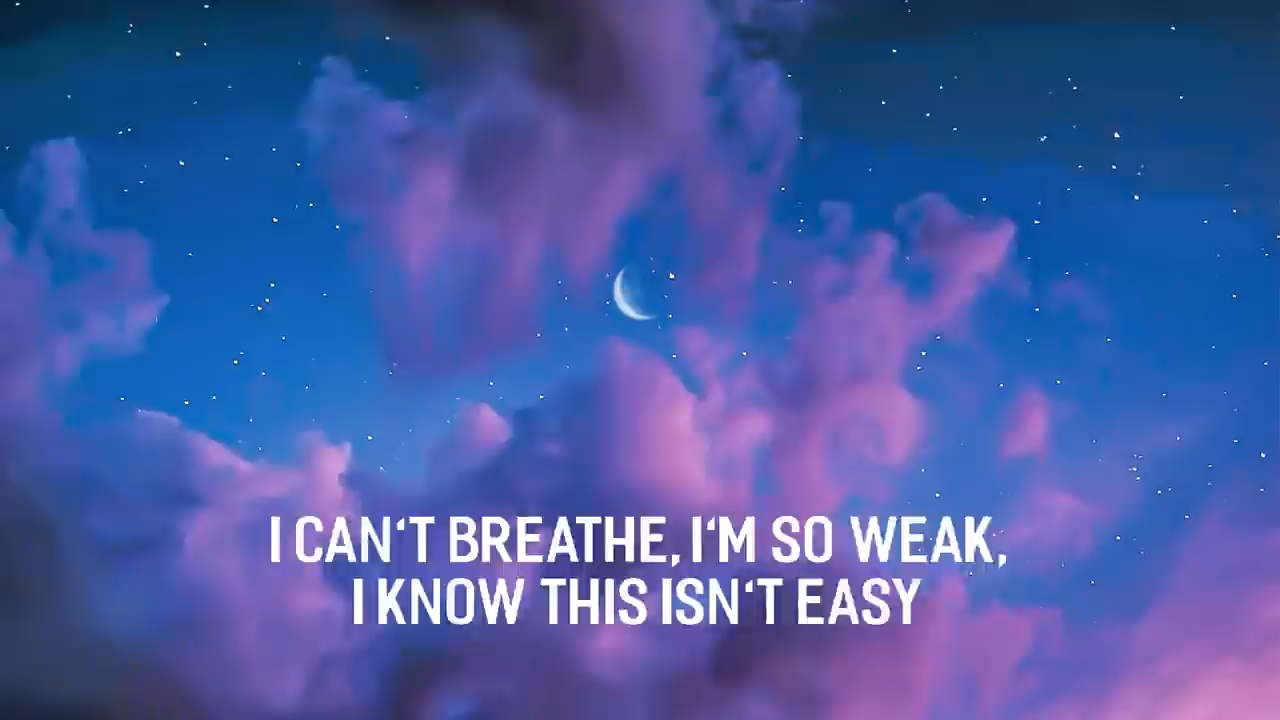 I CAN‘T BREATHE, I‘M SO WEAK,
I KNOW THIS ISN‘T EASY